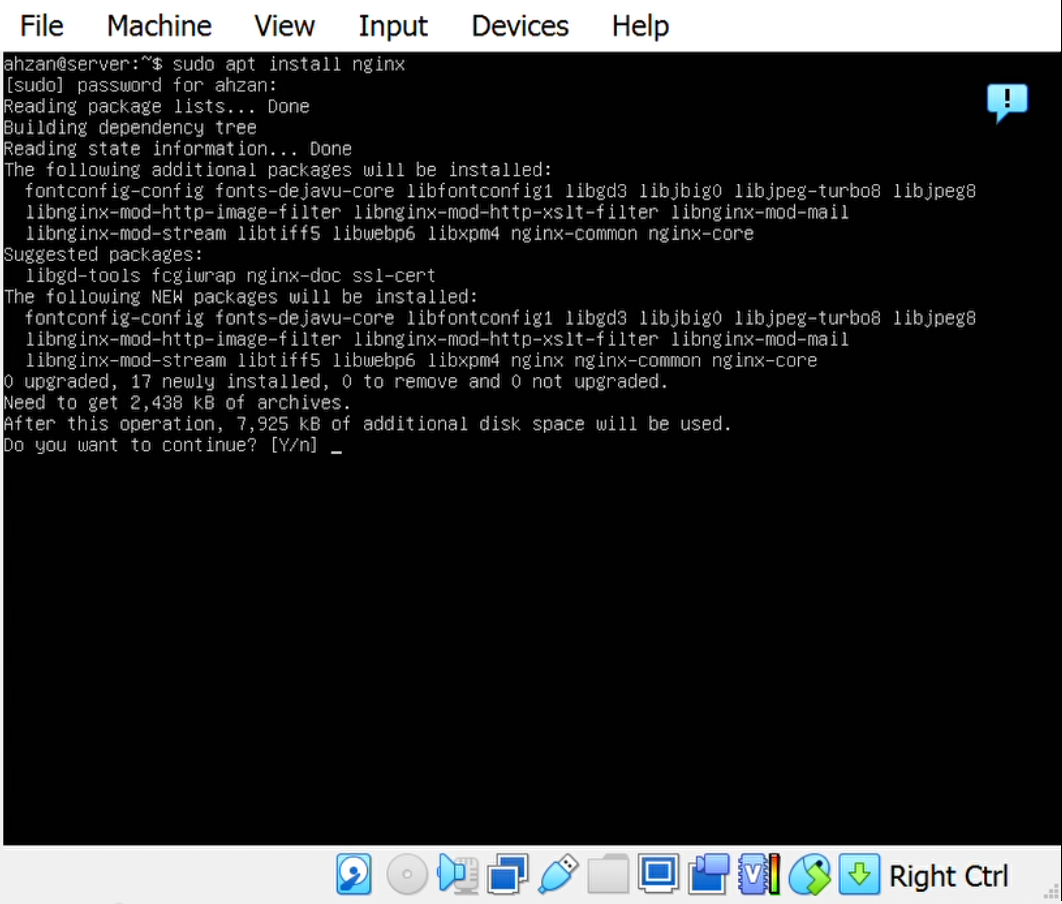 File Machine View Input Devices Help
ahzan@server:~$ sudo apt install nginx
[sudo] password for ahzan:
Reading package lists... Done
Building dependency tree
Reading state information... Done
The following additional packages will be installed:
  fontconfig-config fonts-dejavu-core libfontconfig1 libgd3 libjbig0 libjpeg-turbo8 libjpeg8
  libnginx-mod-http-image-filter libnginx-mod-http-xslt-filter libnginx-mod-mail
  libnginx-mod-stream libtiff5 libwebp6 libxpm4 nginx-common nginx-core
Suggested packages:
  libgd-tools fcgiwrap nginx-doc ssl-cert
The following NEW packages will be installed:
  fontconfig-config fonts-dejavu-core libfontconfig1 libgd3 libjbig0 libjpeg-turbo8 libjpeg8
  libnginx-mod-http-image-filter libnginx-mod-http-xslt-filter libnginx-mod-mail
  libnginx-mod-stream libtiff5 libwebp6 libxpm4 nginx nginx-common nginx-core
0 upgraded, 17 newly installed, 0 to remove and 0 not upgraded.
Need to get 2,438 kB of archives.
After this operation, 7,925 kB of additional disk space will be used.
Do you want to continue? [Y/n] _
Right Ctrl